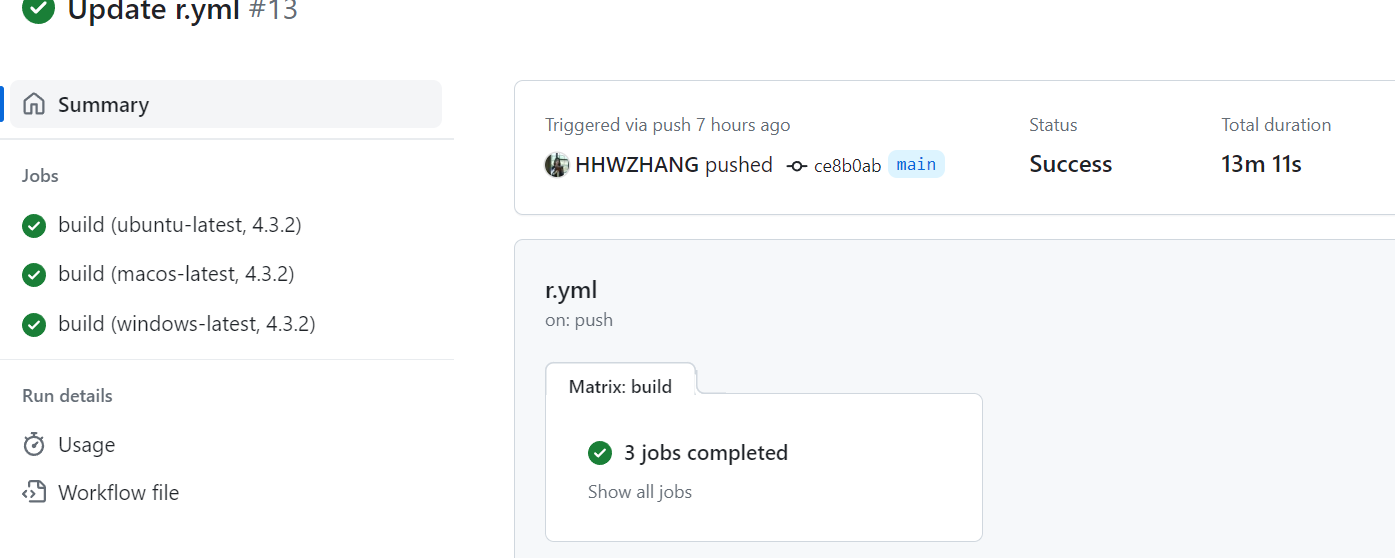 Update r.yml #13
Summary
Jobs
build (ubuntu-latest, 4.3.2)
build (macos-latest, 4.3.2)
build (windows-latest, 4.3.2)
Run details
Usage
Workflow file
Triggered via push 7 hours ago
HHWZHANG pushed ce8b0ab main
Status
Success
Total duration
13m 11s
r.yml
on: push
Matrix: build
3 jobs completed
Show all jobs